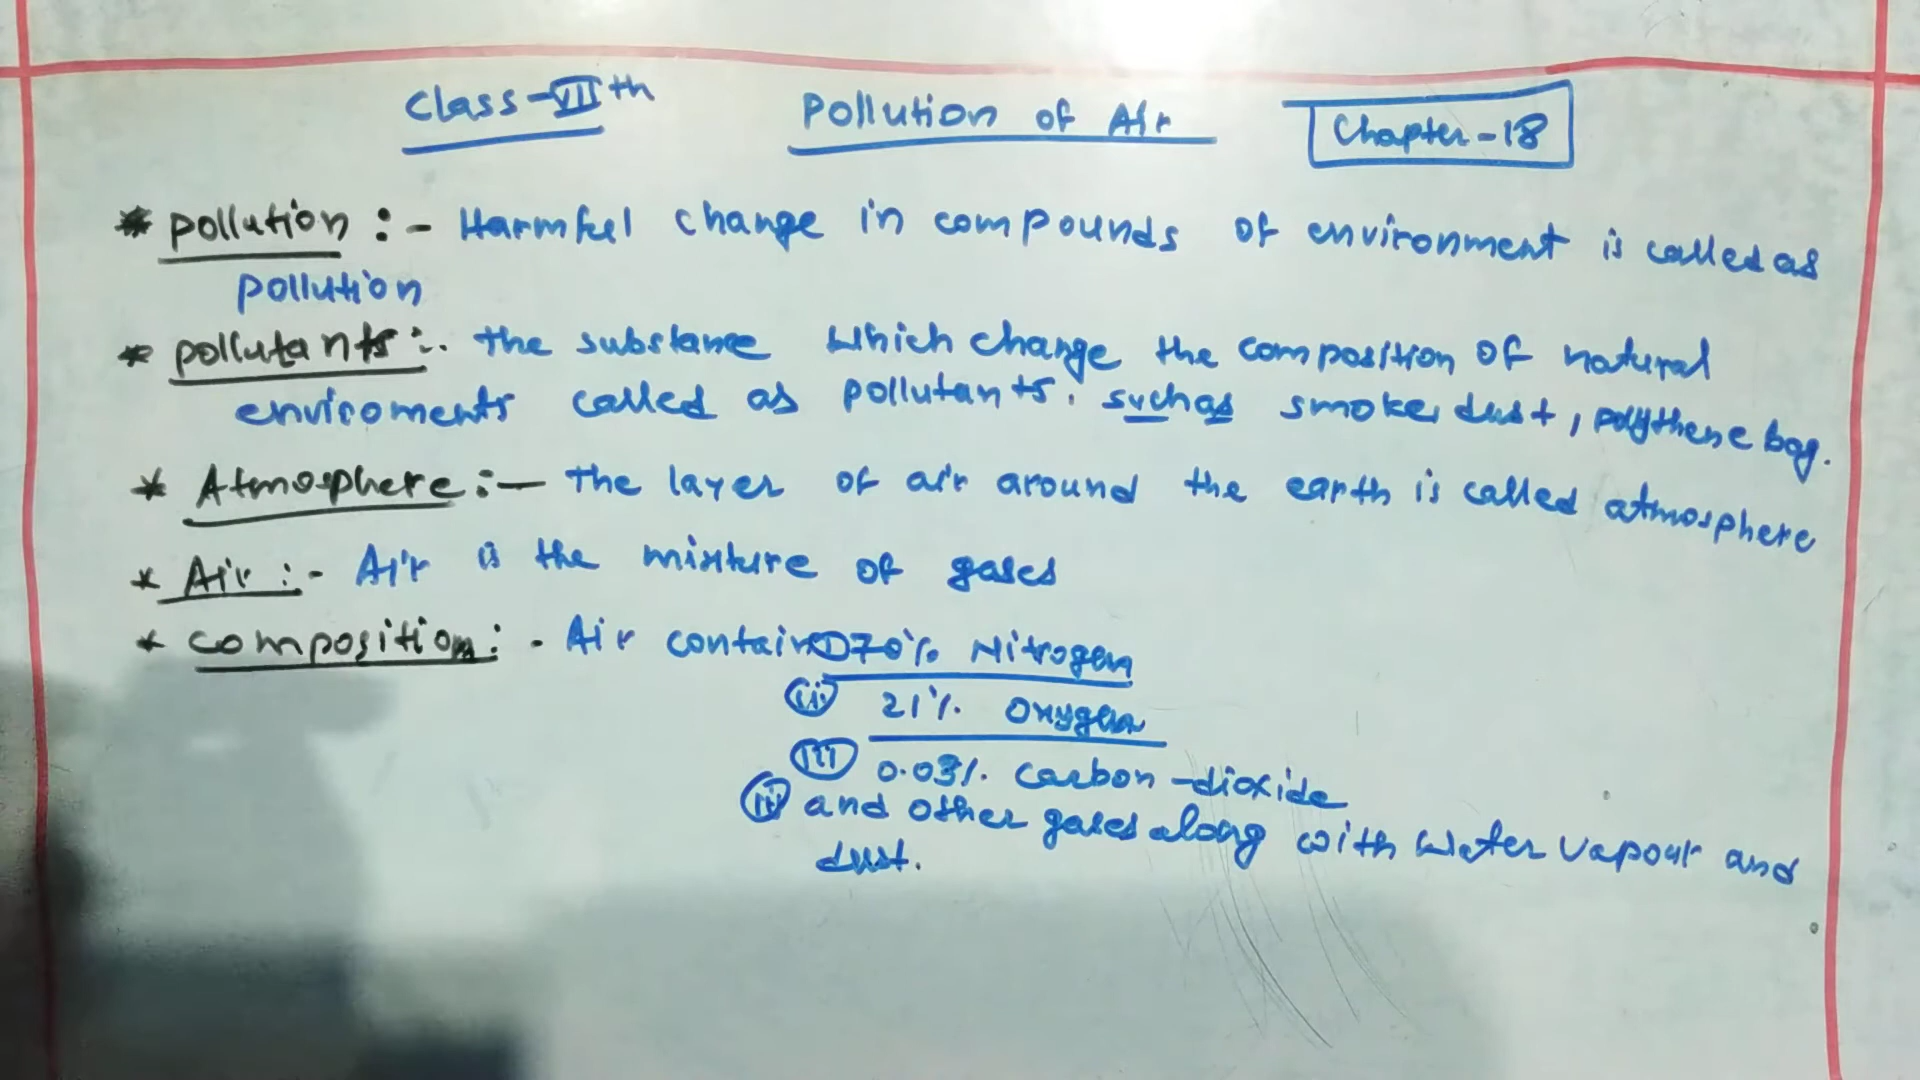 Class-VIIth Pollution of Air Chapter-18
* pollution :- Harmful change in compounds of environment is called as
pollution
* pollutants :- the substance which change the composition of natural
enviroments called as pollutants. such as smoke, dust, polythene bag.
* Atmosphere :- The layer of air around the earth is called atmosphere
* Air :- Air is the mixture of gases
* composition :- Air contain (i) 70% Nitrogen
(ii) 21% Oxygen
(iii) 0.03% Carbon-dioxide
(iv) and other gases along with water vapour and
dust.